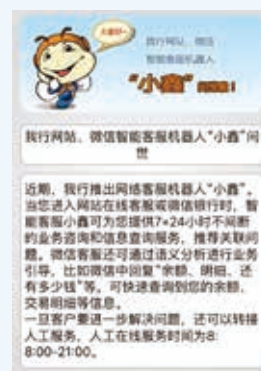 大家好~
我行网站、微信
智能客服机器人
“小鑫”问世啦！
我行网站、微信智能客服机器人“小鑫”问
世
近期，我行推出网络客服机器人“小鑫”。
当您进入网站在线客服或微信银行时，智
能客服小鑫可为您提供7*24小时不间断
的业务咨询和信息查询服务，推荐关联问
题。微信客服还可通过语义分析进行业务
引导，比如微信中回复“余额、明细、还
有多少钱”等。可快速查询到您的余额、
交易明细等信息。
一旦客户要进一步解决问题，还可以转接
人工服务，人工在线服务时间为8:
8:00-21:00。